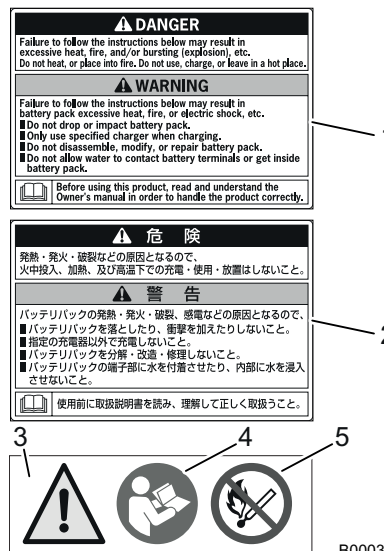 DANGER
Failure to follow the instructions below may result in
excessive heat, fire, and/or bursting (explosion), etc.
Do not heat, or place into fire. Do not use, charge, or leave in a hot place.
WARNING
Failure to follow the instructions below may result in
battery pack excessive heat, fire, or electric shock, etc.
Do not drop or impact battery pack.
Only use specified charger when charging.
Do not disassemble, modify, or repair battery pack.
Do not allow water to contact battery terminals or get inside
battery pack.
Before using this product, read and understand the
Owner's manual in order to handle the product correctly.
危 険
発熱・発火・破裂などの原因となるので、
火中投入、加熱、及び高温下での充電・使用・放置はしないこと。
2
警 告
バッテリパックの発熱・発火・破裂、感電などの原因となるので、
バッテリパックを落としたり、衝撃を加えたりしないこと。
指定の充電器以外で充電しないこと。
バッテリパックを分解・改造・修理しないこと。
バッテリパックの端子部に水を付着させたり、内部に水を浸入
させないこと。
使用前に取扱説明書を読み、理解して正しく取扱うこと。
3
4
5
B0003